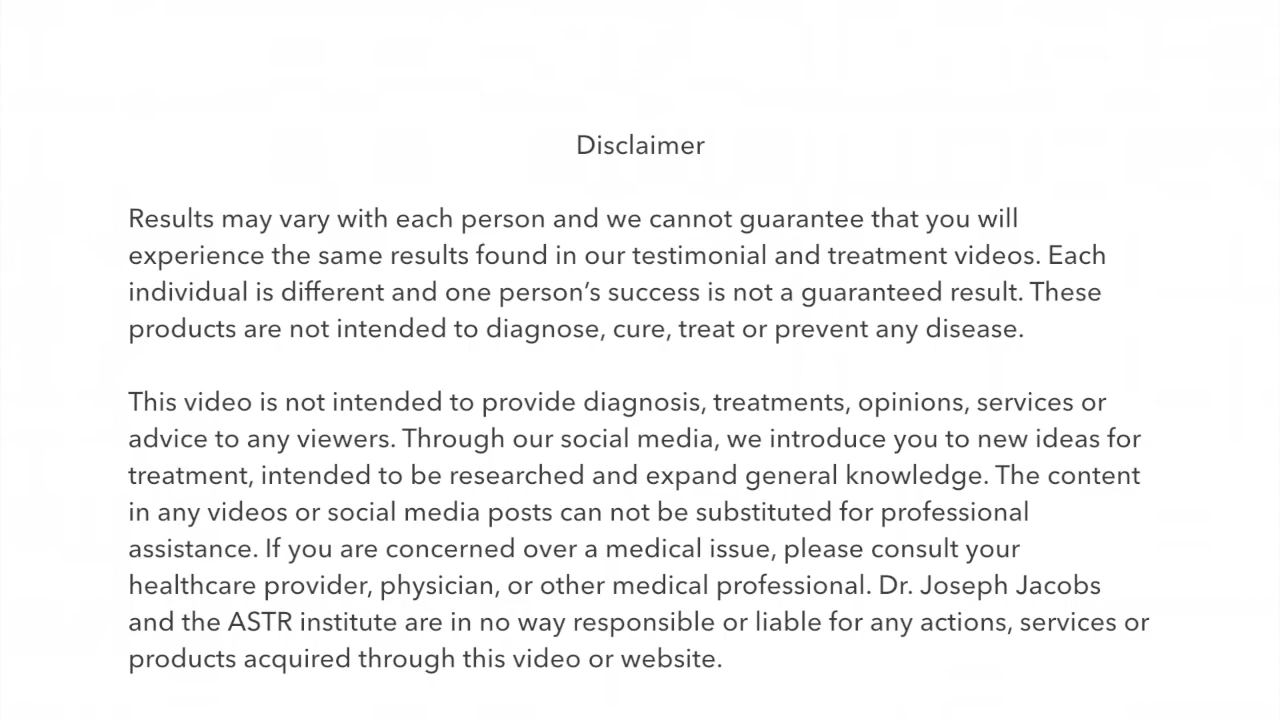 Disclaimer
Results may vary with each person and we cannot guarantee that you will
experience the same results found in our testimonial and treatment videos. Each
individual is different and one person’s success is not a guaranteed result. These
products are not intended to diagnose, cure, treat or prevent any disease.
This video is not intended to provide diagnosis, treatments, opinions, services or
advice to any viewers. Through our social media, we introduce you to new ideas for
treatment, intended to be researched and expand general knowledge. The content
in any videos or social media posts can not be substituted for professional
assistance. If you are concerned over a medical issue, please consult your
healthcare provider, physician, or other medical professional. Dr. Joseph Jacobs
and the ASTR institute are in no way responsible or liable for any actions, services or
products acquired through this video or website.